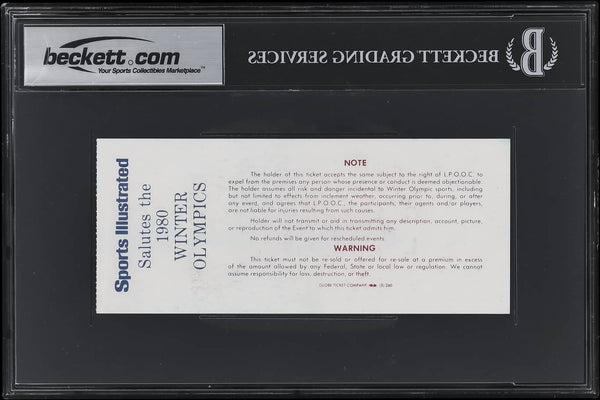 beckett.com
Your Sports Collectibles Marketplace™
BECKETT GRADING SERVICES
B
Sports Illustrated
Salutes the
1980
WINTER
OLYMPICS
NOTE
The holder of this ticket accepts the same subject to the right of L.P.O.O.C. to
expel from the premises any person whose presence or conduct is deemed objectionable.
The holder assumes all risk and danger incidental to Winter Olympic sports, including
but not limited to effects from inclement weather, occurring prior to, during, or after
any event, and agrees that L.P.O.O.C., the participants, their agents and/or players,
are not liable for injuries resulting from such causes.
Holder will not transmit or aid in transmitting any description, account, picture,
or reproduction of the Event to which this ticket admits him.
No refunds will be given for rescheduled events.
WARNING
This ticket must not be re-sold or offered for re-sale at a premium in excess
of the amount allowed by any Federal, State or local law or regulation. We cannot
assume responsibility for loss, destruction, or theft.
GLOBE TICKET COMPANY